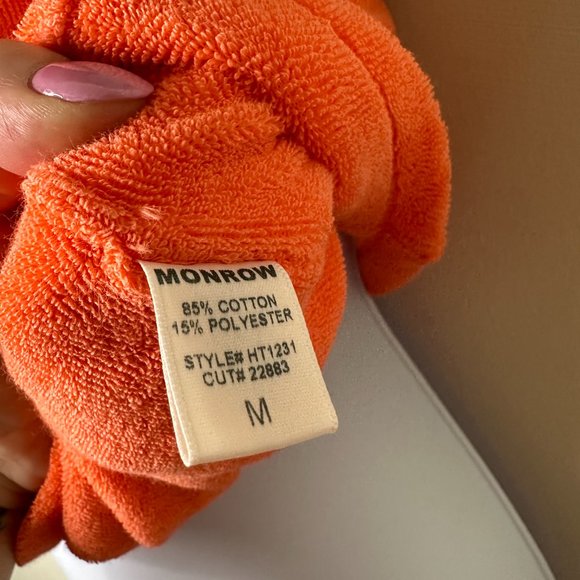 MONROW
85% COTTON
15% POLYESTER
STYLE# HT1231
CUT# 22883
M